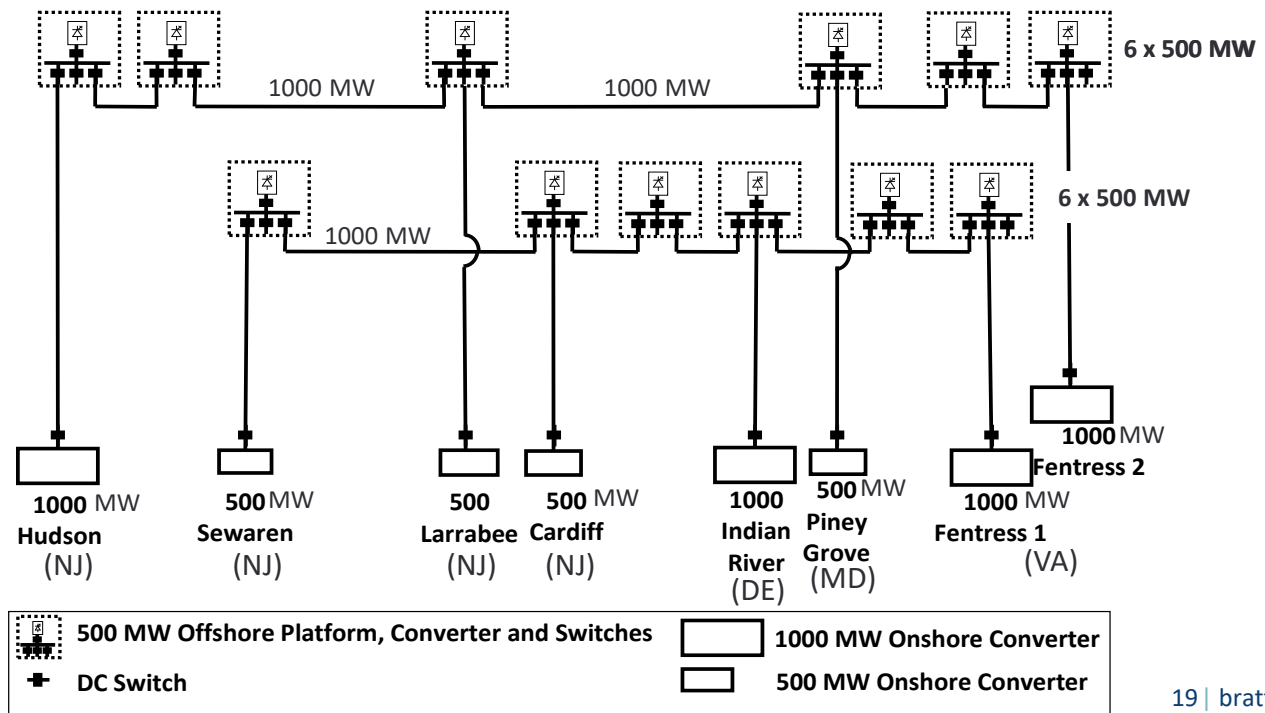 6 x 500 MW
1000 MW
1000 MW
6 x 500 MW
1000 MW
1000 MW
Hudson
(NJ)
500 MW
Sewaren
(NJ)
500
Larrabee
(NJ)
500 MW
Cardiff
(NJ)
1000
Indian
River
(DE)
500 MW
Piney
Grove
(MD)
1000 MW
Fentress 1
(VA)
1000 MW
Fentress 2
500 MW Offshore Platform, Converter and Switches
DC Switch
1000 MW Onshore Converter
500 MW Onshore Converter
19 | brat